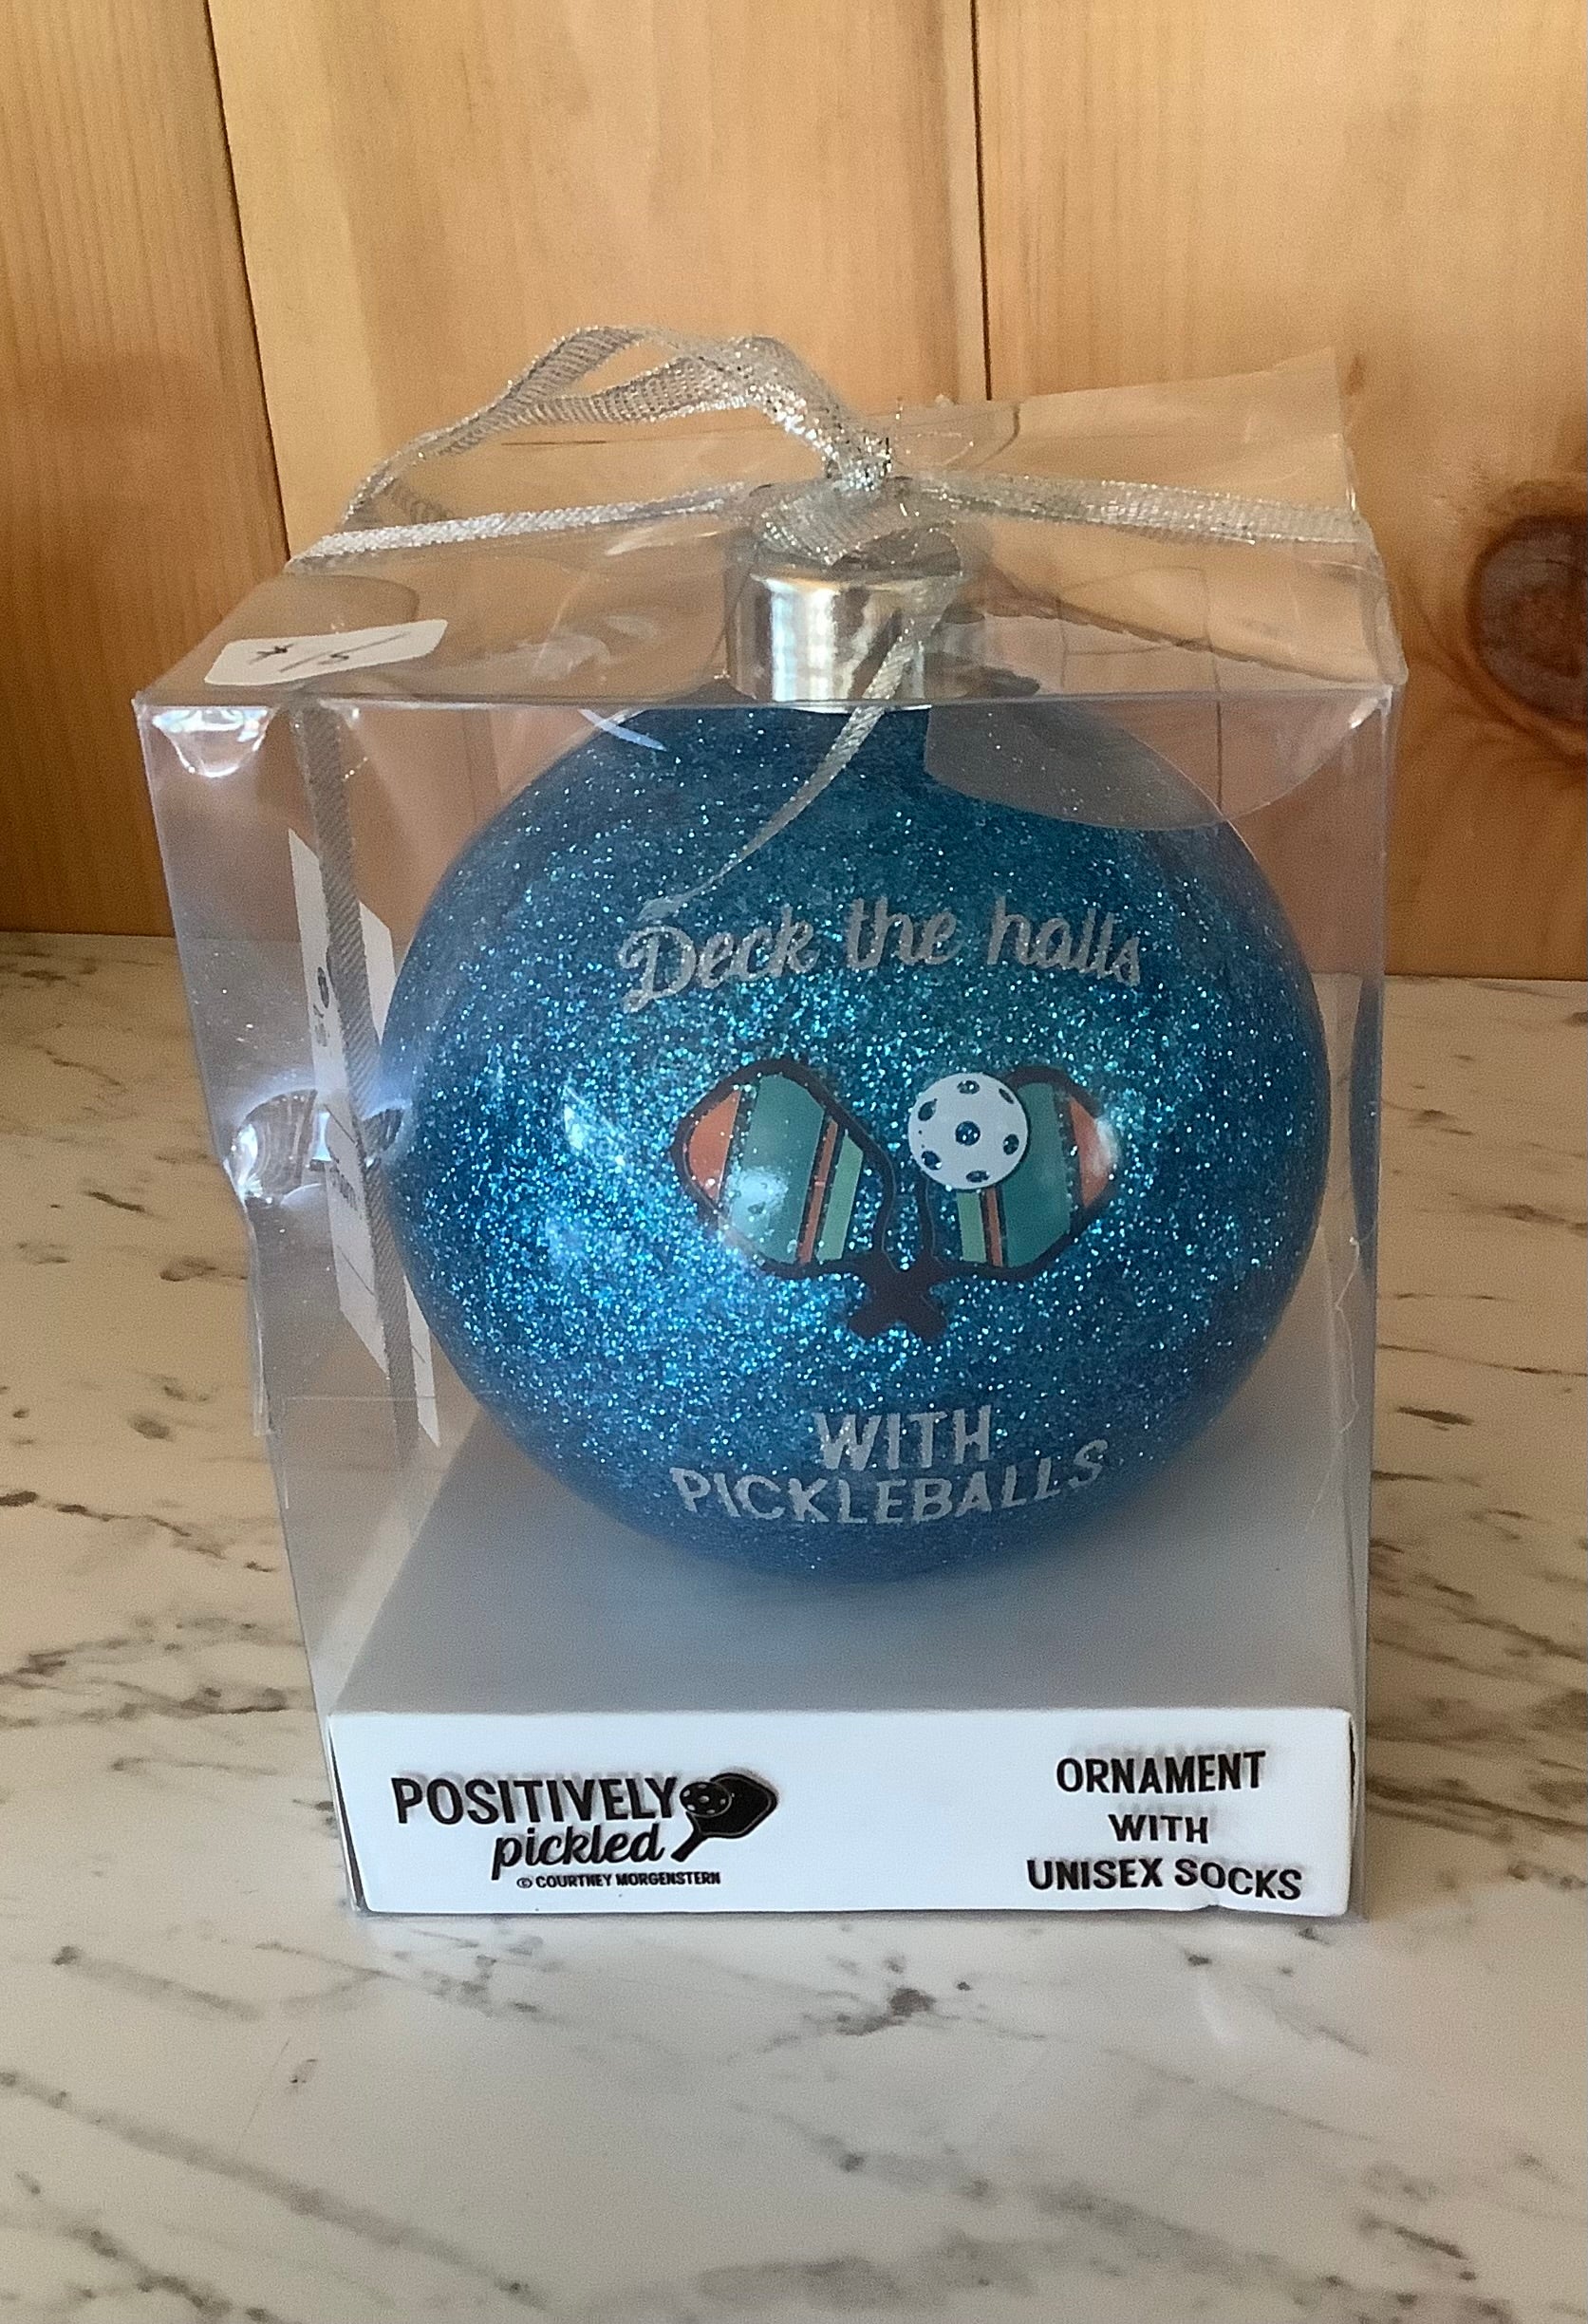 Deck the halls
WITH
PICKLEBALLS
POSITIVELY
pickled
© COURTNEY MORGENSTERN
ORNAMENT
WITH
UNISEX SOCKS